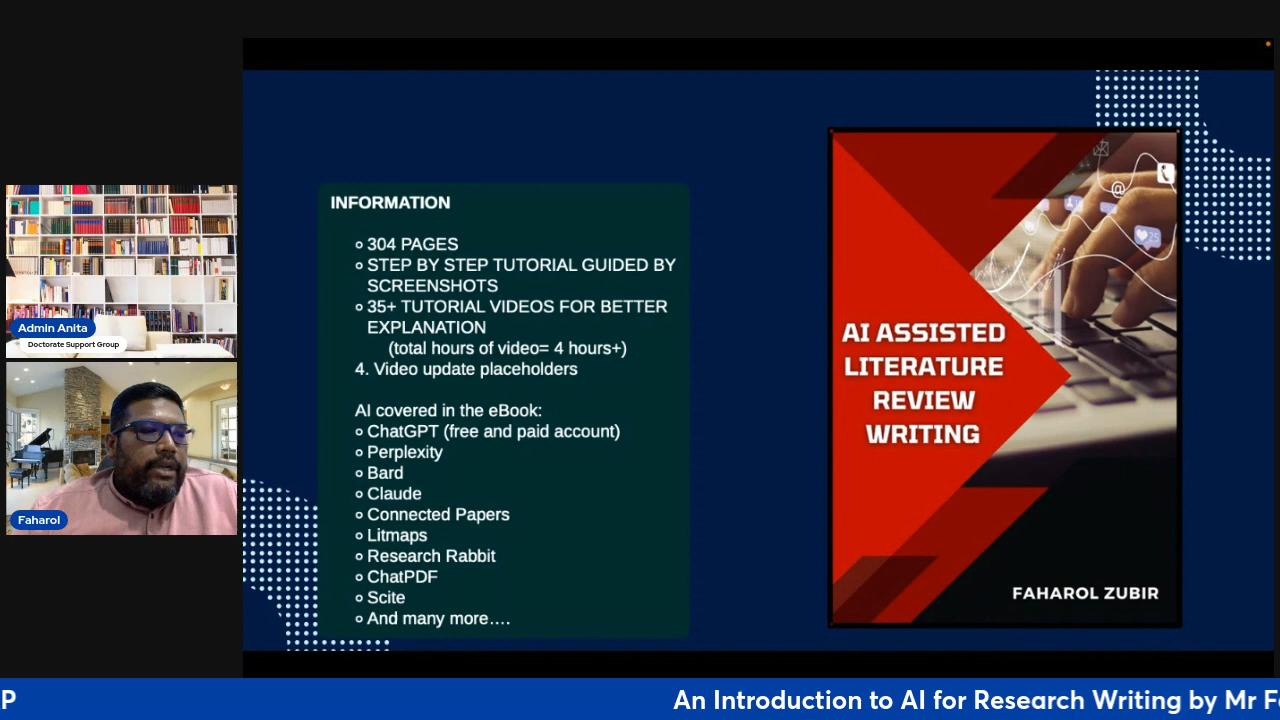 Admin Anita
Doctorate Support Group
Faharol
INFORMATION
304 PAGES
STEP BY STEP TUTORIAL GUIDED BY
SCREENSHOTS
35+ TUTORIAL VIDEOS FOR BETTER
EXPLANATION
(total hours of video= 4 hours+)
4. Video update placeholders
AI covered in the eBook:
ChatGPT (free and paid account)
Perplexity
Bard
Claude
Connected Papers
Litmaps
Research Rabbit
ChatPDF
Scite
And many more....
@
25
AI ASSISTED
LITERATURE
REVIEW
WRITING
FAHAROL ZUBIR
P
An Introduction to AI for Research Writing by Mr F